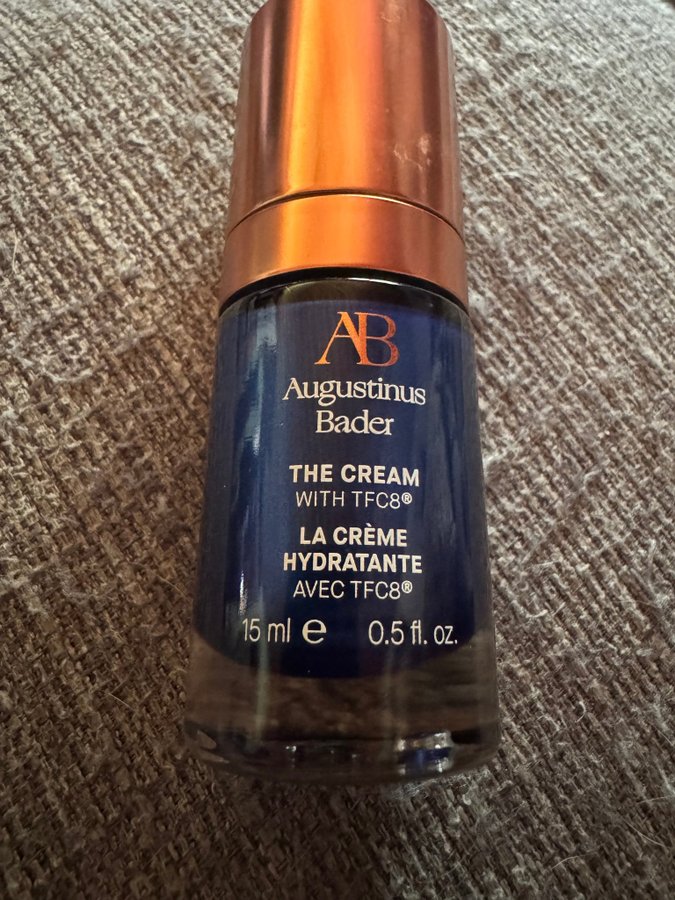 AB
Augustinus
Bader
THE CREAM
WITH TFC8®
LA CRÈME
HYDRATANTE
AVEC TFC8®
15 ml ℮ 0.5 fl. oz.